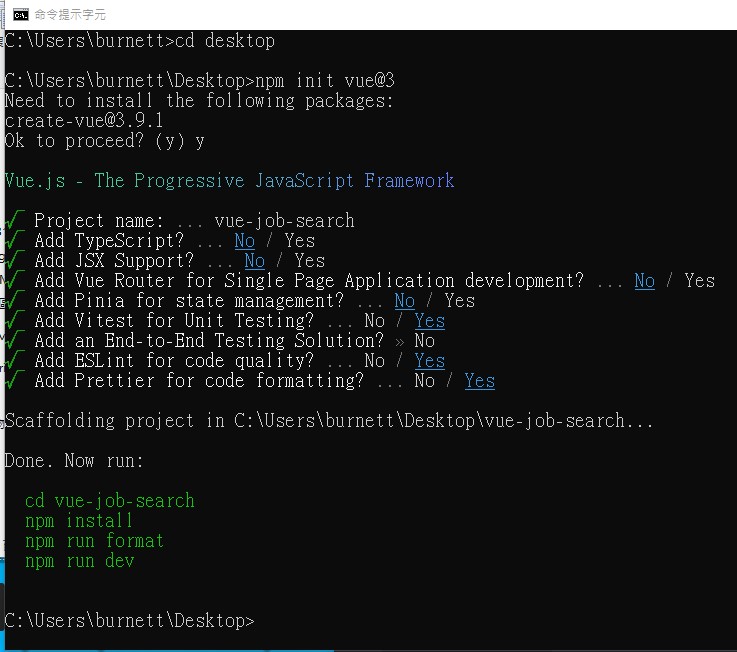 命令提示字元
C:\Users\burnett>cd desktop
C:\Users\burnett\Desktop>npm init vue@3
Need to install the following packages:
create-vue@3.9.1
Ok to proceed? (y) y
Vue.js - The Progressive JavaScript Framework
√ Project name: ... vue-job-search
√ Add TypeScript? ... No / Yes
√ Add JSX Support? ... No / Yes
√ Add Vue Router for Single Page Application development? ... No / Yes
√ Add Pinia for state management? ... No / Yes
√ Add Vitest for Unit Testing? ... No / Yes
√ Add an End-to-End Testing Solution? » No
√ Add ESLint for code quality? ... No / Yes
√ Add Prettier for code formatting? ... No / Yes
Scaffolding project in C:\Users\burnett\Desktop\vue-job-search...
Done. Now run:
cd vue-job-search
npm install
npm run format
npm run dev
C:\Users\burnett\Desktop>